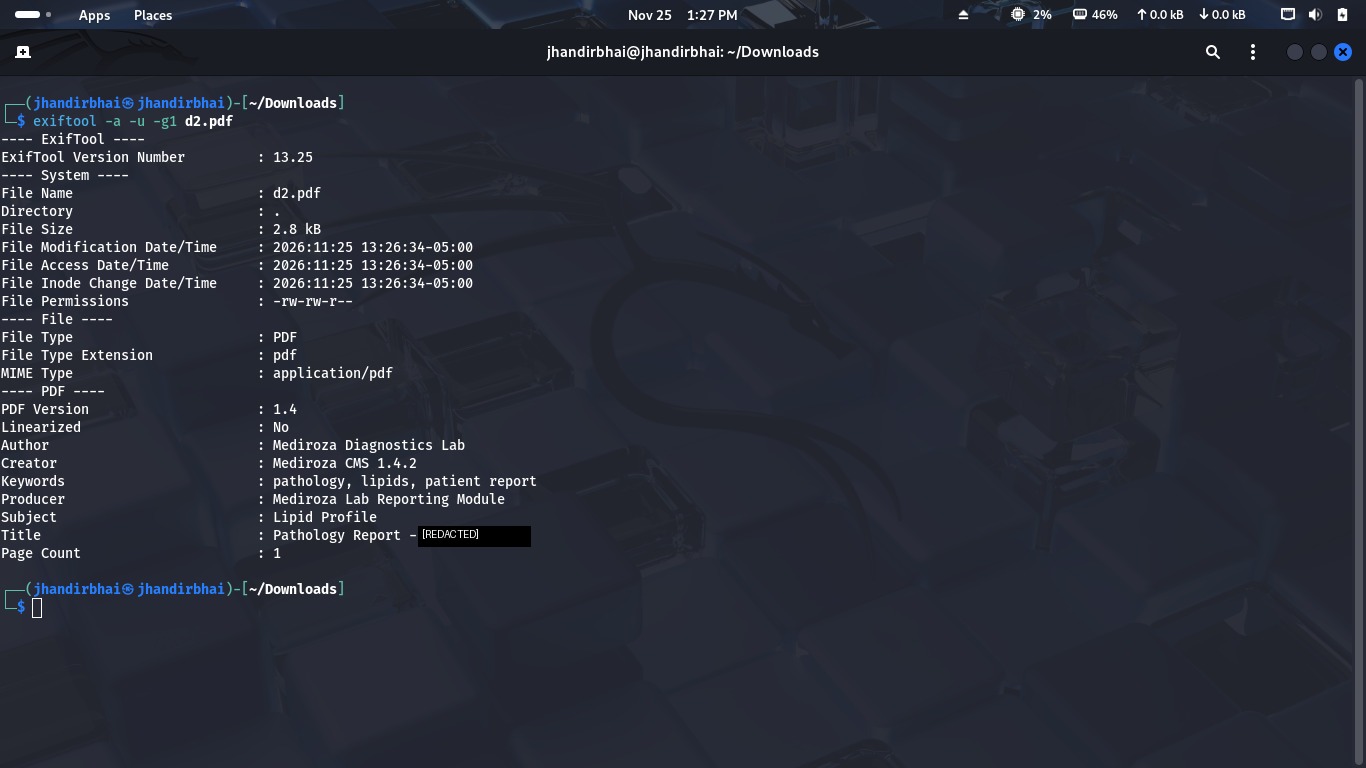 Apps Places Nov 25 1:27 PM 2% 46% 0.0 kB 0.0 kB
jhandirbhai@jhandirbhai: ~/Downloads
┌──(jhandirbhai㉿jhandirbhai)-[~/Downloads]
└─$ exiftool -a -u -g1 d2.pdf
---- ExifTool ----
ExifTool Version Number : 13.25
---- System ----
File Name : d2.pdf
Directory : .
File Size : 2.8 kB
File Modification Date/Time : 2026:11:25 13:26:34-05:00
File Access Date/Time : 2026:11:25 13:26:34-05:00
File Inode Change Date/Time : 2026:11:25 13:26:34-05:00
File Permissions : -rw-rw-r--
---- File ----
File Type : PDF
File Type Extension : pdf
MIME Type : application/pdf
---- PDF ----
PDF Version : 1.4
Linearized : No
Author : Mediroza Diagnostics Lab
Creator : Mediroza CMS 1.4.2
Keywords : pathology, lipids, patient report
Producer : Mediroza Lab Reporting Module
Subject : Lipid Profile
Title : Pathology Report - [REDACTED]
Page Count : 1
┌──(jhandirbhai㉿jhandirbhai)-[~/Downloads]
└─$